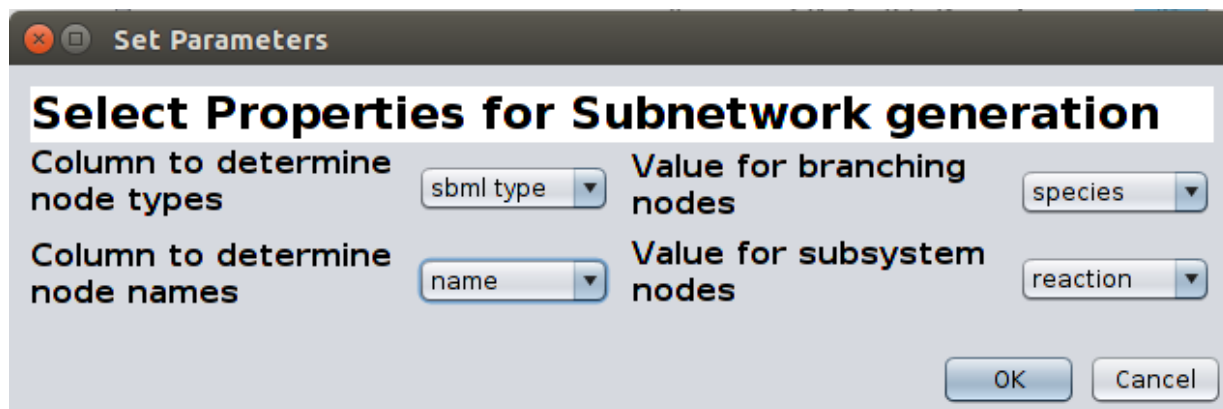 Set Parameters
Select Properties for Subnetwork generation
Column to determine
node types
sbml type
Value for branching
nodes
species
Column to determine
node names
name
Value for subsystem
nodes
reaction
OK
Cancel